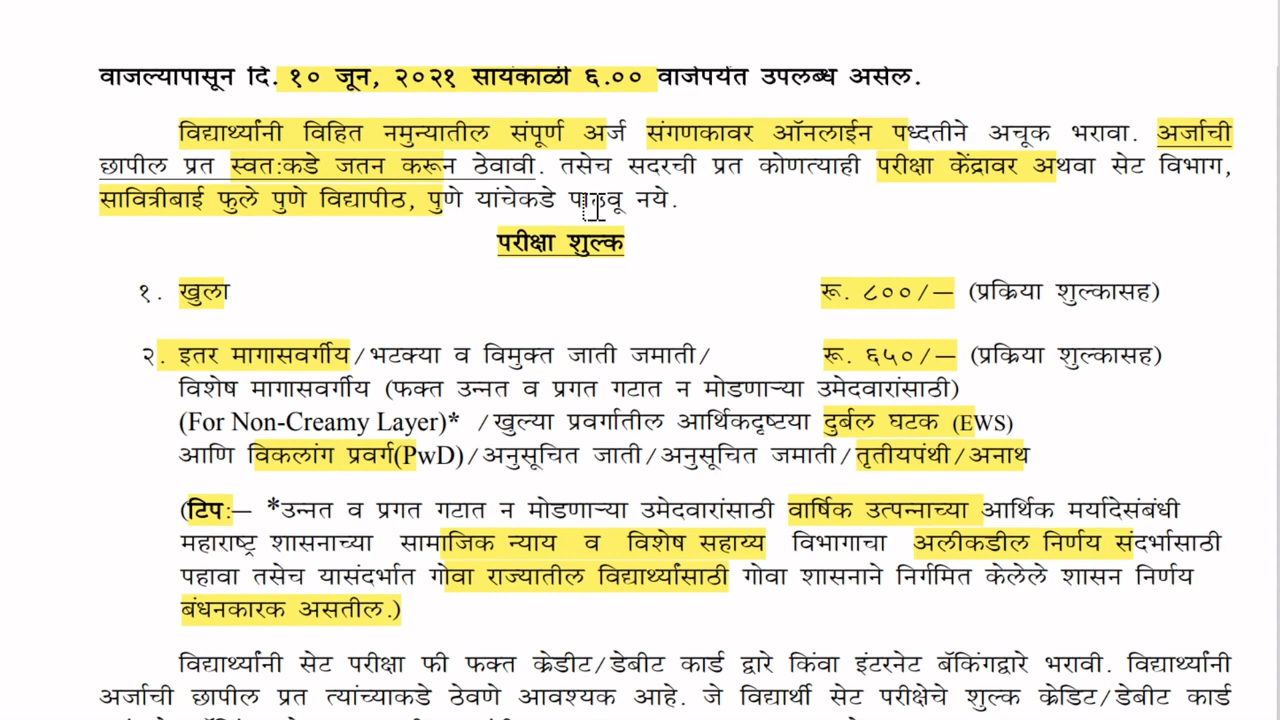 वाजल्यापासून दि. १० जून, २०२१ सायंकाळी ६.०० वाजेपर्यंत उपलब्ध असेल.
विद्यार्थ्यांनी विहित नमुन्यातील संपूर्ण अर्ज संगणकावर ऑनलाईन पध्दतीने अचूक भरावा. अर्जाची
छापील प्रत स्वत:कडे जतन करून ठेवावी. तसेच सदरची प्रत कोणत्याही परीक्षा केंद्रावर अथवा सेट विभाग,
सावित्रीबाई फुले पुणे विद्यापीठ, पुणे यांचेकडे पाठवू नये.
परीक्षा शुल्क
१. खुला रू. ८००/– (प्रक्रिया शुल्कासह)
२. इतर मागासवर्गीय/भटक्या व विमुक्त जाती जमाती/ रू. ६५०/– (प्रक्रिया शुल्कासह)
विशेष मागासवर्गीय (फक्त उन्नत व प्रगत गटात न मोडणाऱ्या उमेदवारांसाठी)
(For Non-Creamy Layer)* /खुल्या प्रवर्गातील आर्थिकदृष्टया दुर्बल घटक (EWS)
आणि विकलांग प्रवर्ग(PwD)/अनुसूचित जाती/अनुसूचित जमाती/तृतीयपंथी/अनाथ
(टिप:– *उन्नत व प्रगत गटात न मोडणाऱ्या उमेदवारांसाठी वार्षिक उत्पन्नाच्या आर्थिक मर्यादेसंबंधी
महाराष्ट्र शासनाच्या सामाजिक न्याय व विशेष सहाय्य विभागाचा अलीकडील निर्णय संदर्भासाठी
पहावा तसेच यासंदर्भात गोवा राज्यातील विद्यार्थ्यांसाठी गोवा शासनाने निर्गमित केलेले शासन निर्णय
बंधनकारक असतील.)
विद्यार्थ्यांनी सेट परीक्षा फी फक्त क्रेडीट/डेबीट कार्ड द्वारे किंवा इंटरनेट बॅकिंगद्वारे भरावी. विद्यार्थ्यांनी
अर्जाची छापील प्रत त्यांच्याकडे ठेवणे आवश्यक आहे. जे विद्यार्थी सेट परीक्षेचे शुल्क क्रेडिट/डेबीट कार्ड